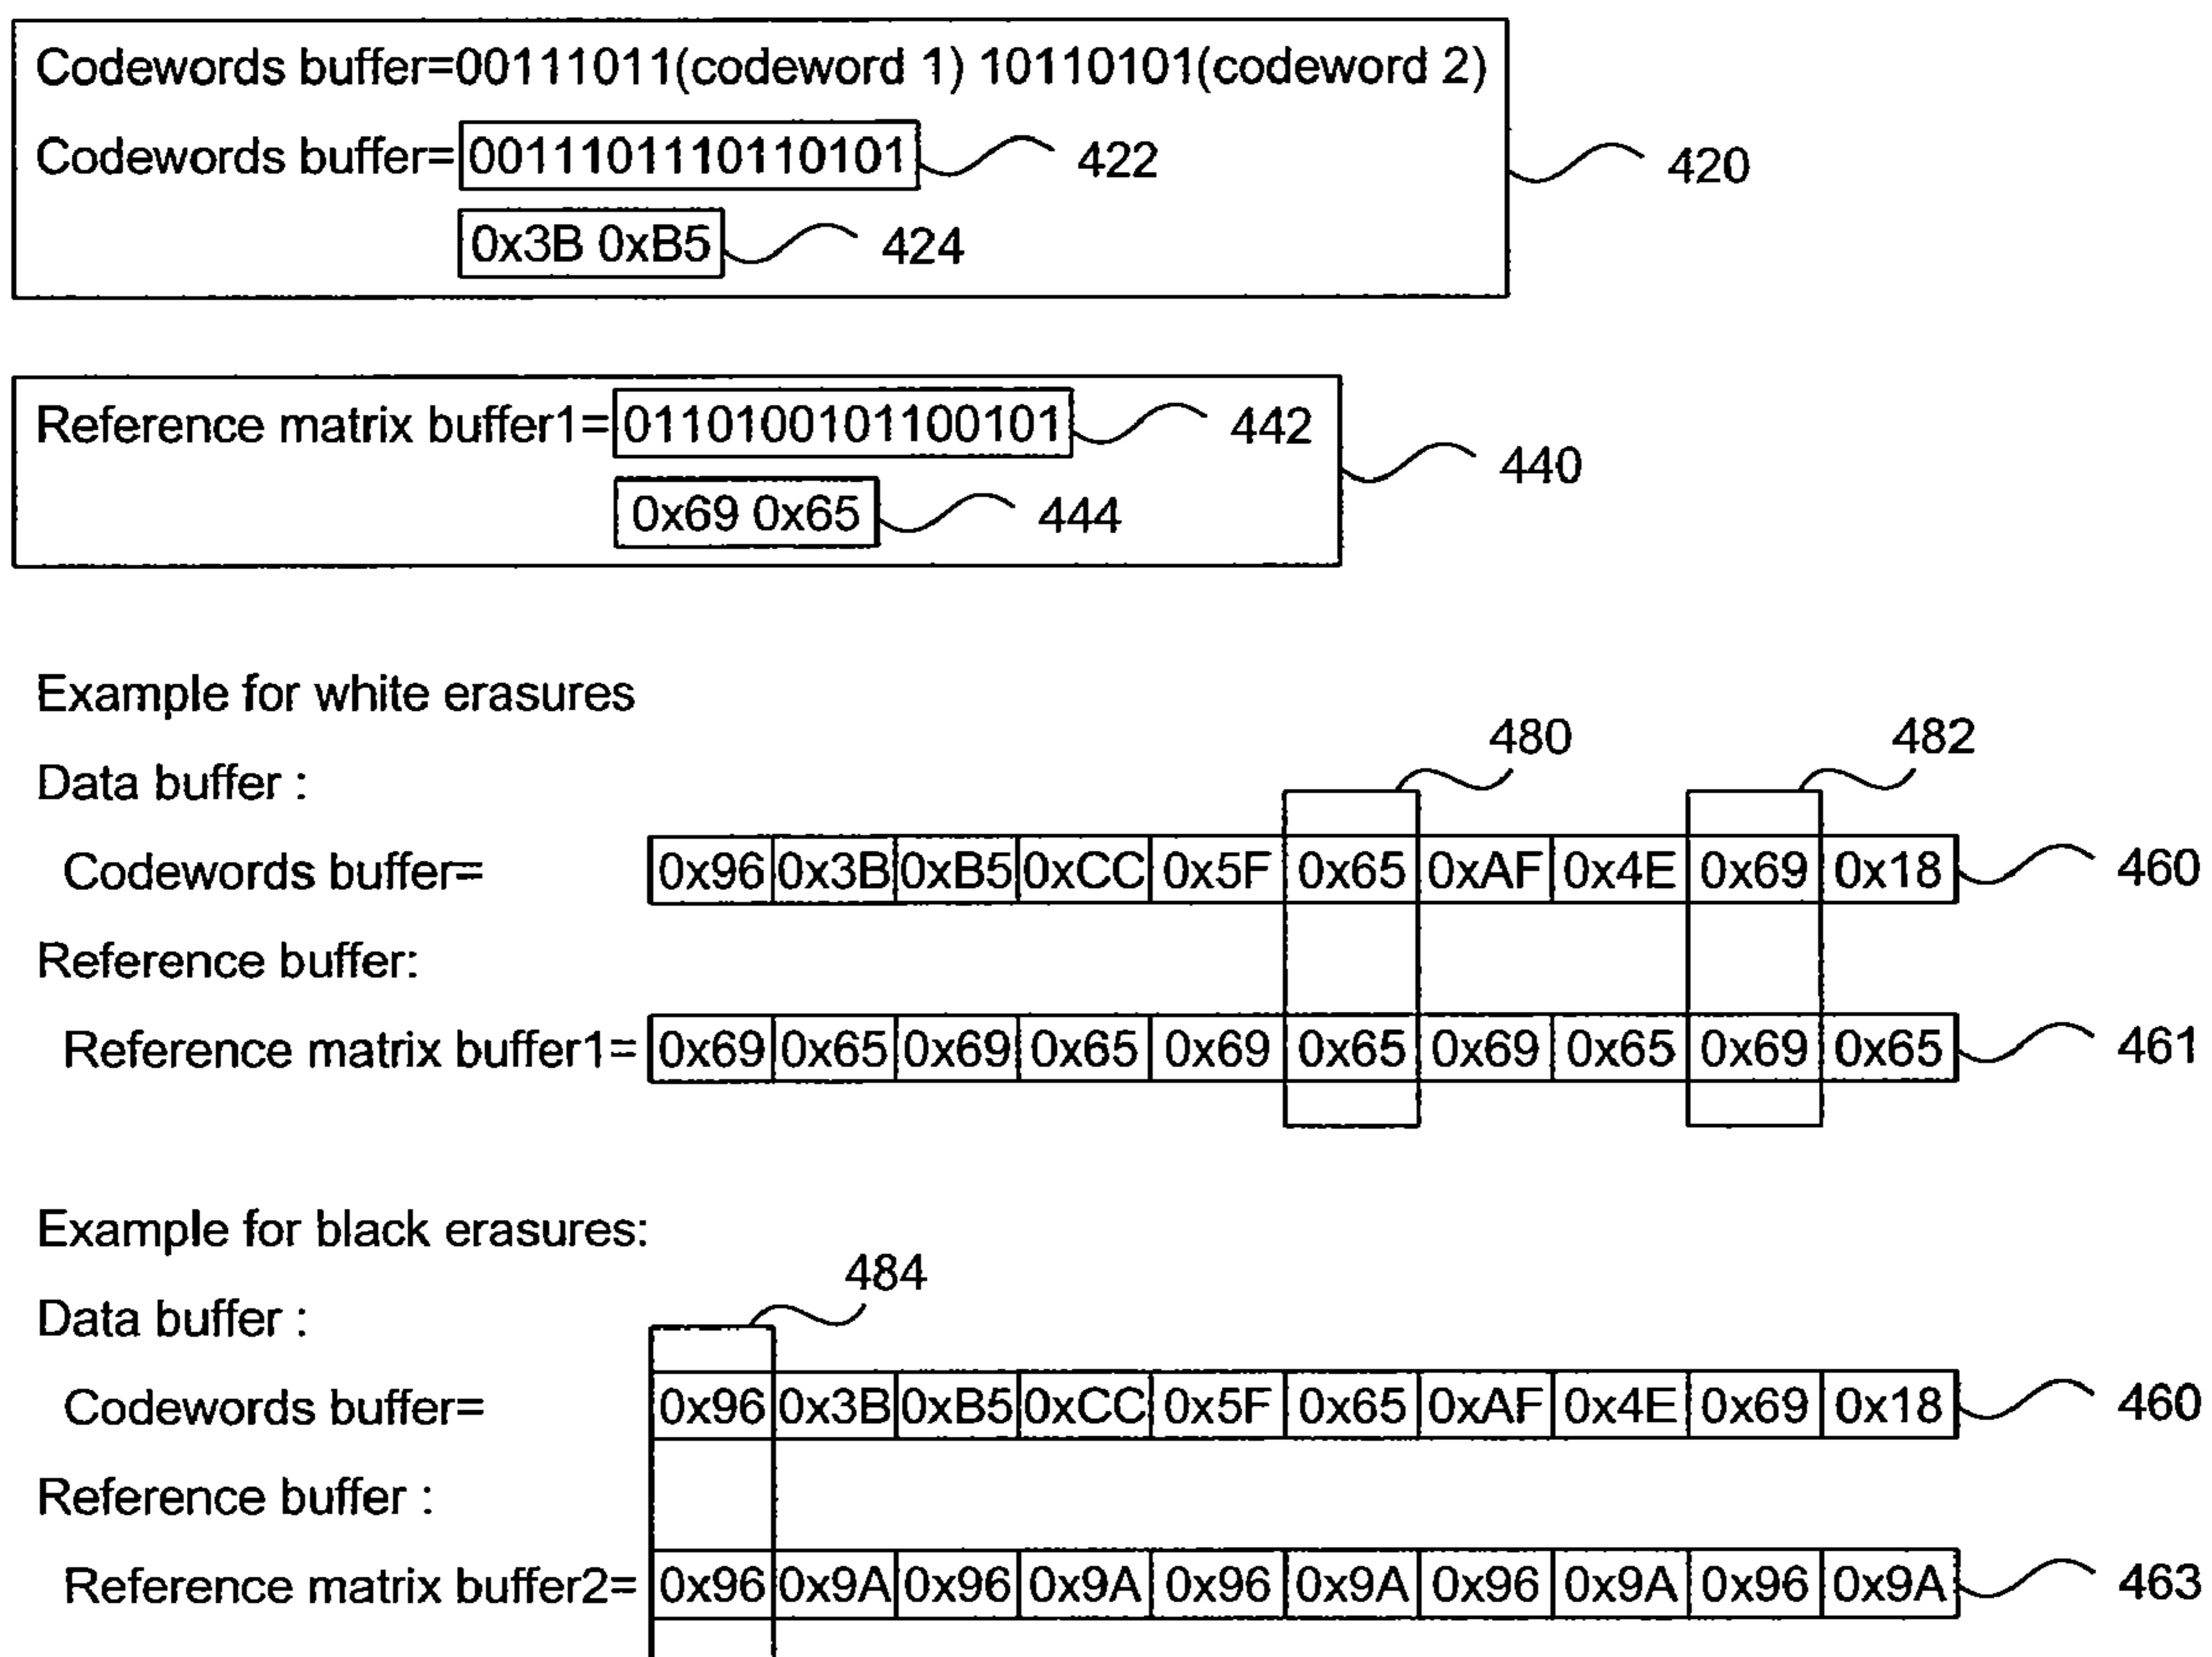 Codewords buffer=00111011(codeword 1) 10110101(codeword 2)
Codewords buffer= 0011101110110101 422
420
0x3B 0xB5 424
Reference matrix buffer1= 0110100101100101 442
440
0x69 0x65 444
Example for white erasures
480 482
Data buffer :
Codewords buffer= 0x96 0x3B 0xB5 0xCC 0x5F 0x65 0xAF 0x4E 0x69 0x18 460
Reference buffer:
Reference matrix buffer1= 0x69 0x65 0x69 0x65 0x69 0x65 0x69 0x65 0x69 0x65 461
Example for black erasures:
484
Data buffer :
Codewords buffer= 0x96 0x3B 0xB5 0xCC 0x5F 0x65 0xAF 0x4E 0x69 0x18 460
Reference buffer :
Reference matrix buffer2= 0x96 0x9A 0x96 0x9A 0x96 0x9A 0x96 0x9A 0x96 0x9A 463